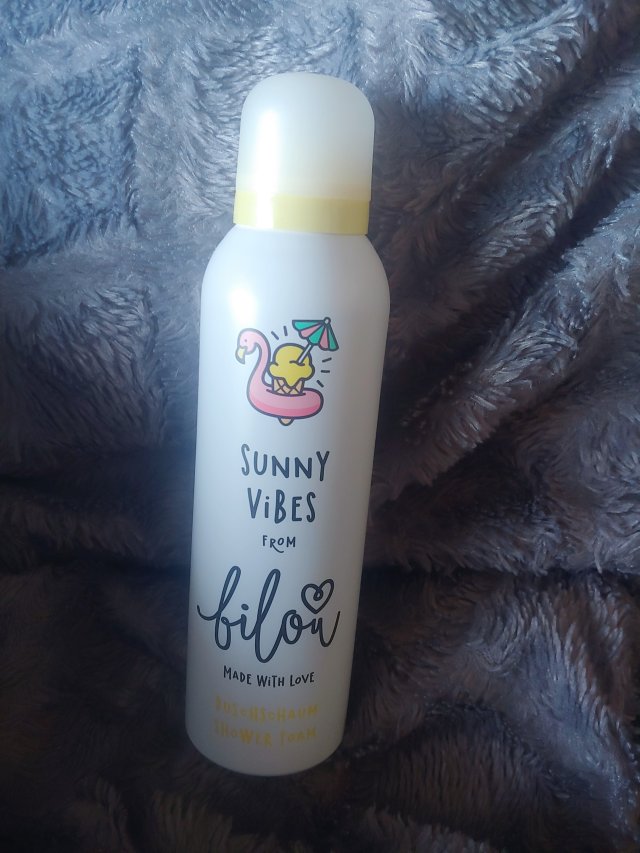 SUNNY
ViBES
FROM
bilou
MADE WiTH LOVE
DUSCHSCHAUM
SHOWER FOAM